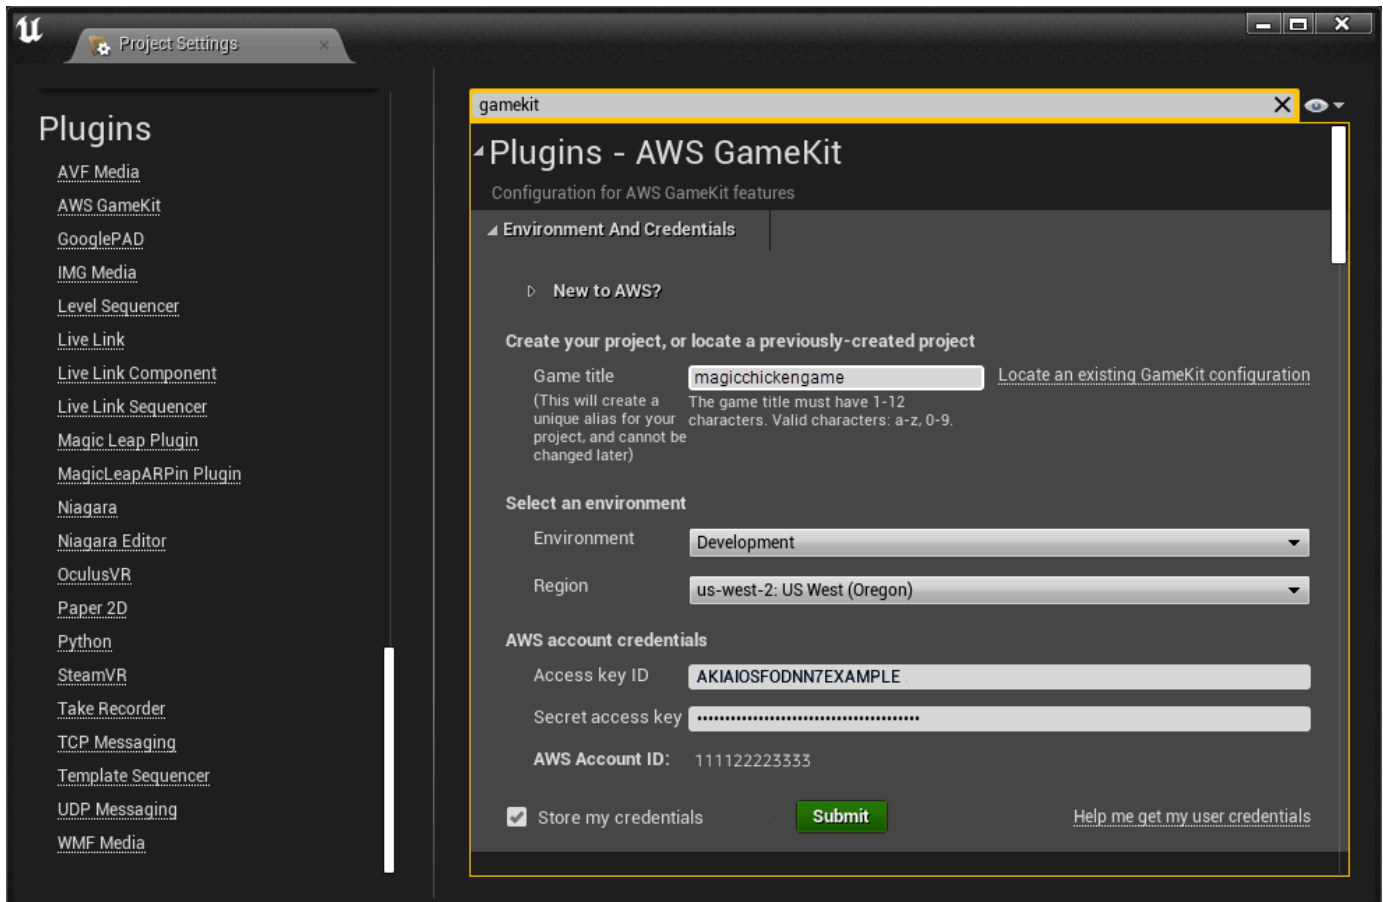 Project Settings
Plugins
AVF Media
AWS GameKit
GooglePAD
IMG Media
Level Sequencer
Live Link
Live Link Component
Live Link Sequencer
Magic Leap Plugin
MagicLeapARPin Plugin
Niagara
Niagara Editor
OculusVR
Paper 2D
Python
SteamVR
Take Recorder
TCP Messaging
Template Sequencer
UDP Messaging
WMF Media
gamekit
Plugins - AWS GameKit
Configuration for AWS GameKit features
Environment And Credentials
New to AWS?
Create your project, or locate a previously-created project
Game title
(This will create a
unique alias for your
project, and cannot be
changed later)
magicchickengame
The game title must have 1-12
characters. Valid characters: a-z, 0-9.
Locate an existing GameKit configuration
Select an environment
Environment
Development
Region
us-west-2: US West (Oregon)
AWS account credentials
Access key ID
AKIAIOSFODNN7EXAMPLE
Secret access key
AWS Account ID:
111122223333
Store my credentials
Submit
Help me get my user credentials